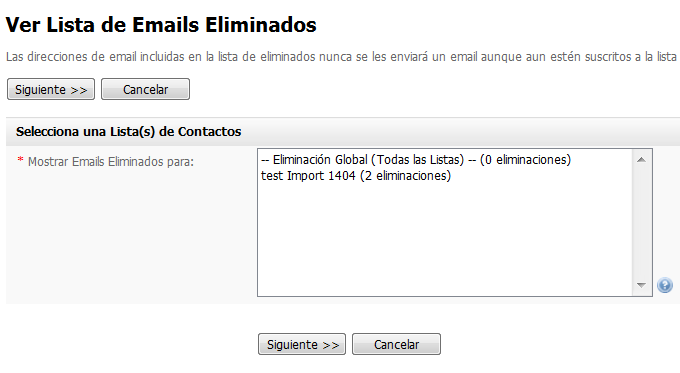 Ver Lista de Emails Eliminados
Las direcciones de email incluidas en la lista de eliminados nunca se les enviará un email aunque aun estén suscritos a la lista
Siguiente >> Cancelar
Selecciona una Lista(s) de Contactos
* Mostrar Emails Eliminados para:
-- Eliminación Global (Todas las Listas) -- (0 eliminaciones)
test Import 1404 (2 eliminaciones)
Siguiente >> Cancelar